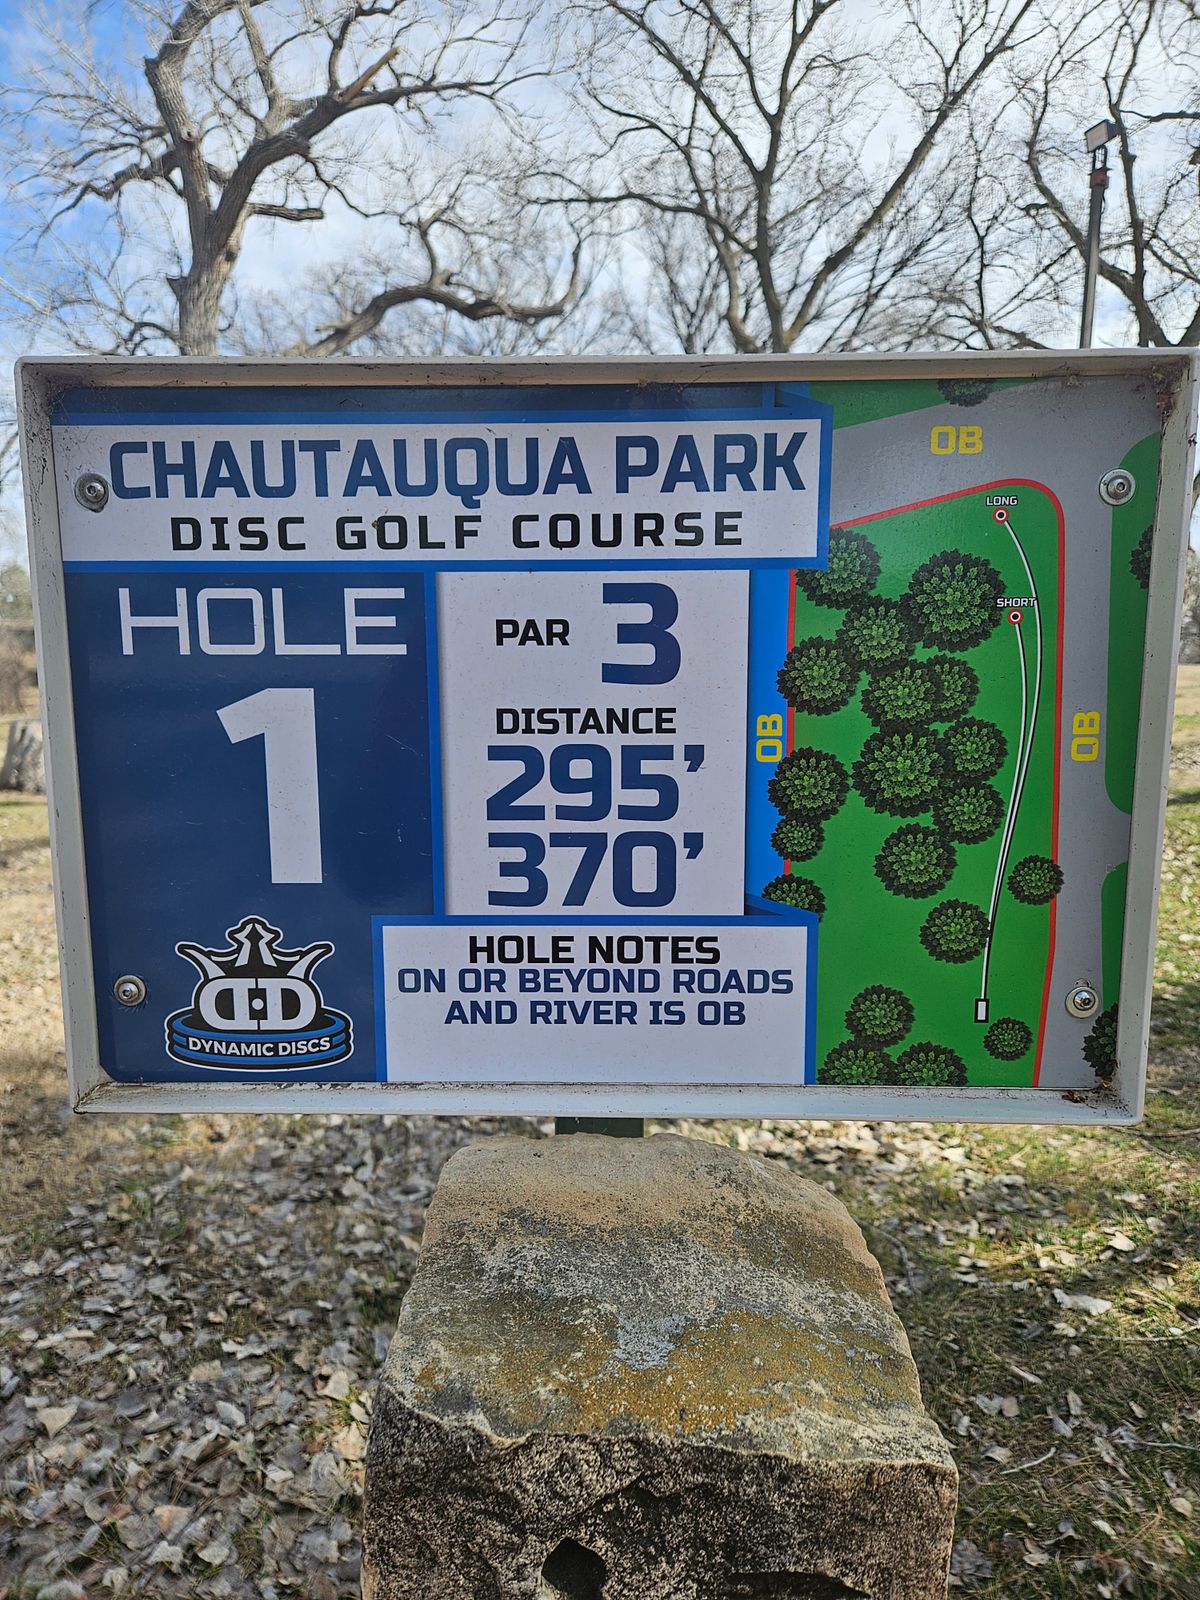 CHAUTAUQUA PARK
DISC GOLF COURSE
HOLE
1
PAR 3
DISTANCE
295’
370’
HOLE NOTES
ON OR BEYOND ROADS
AND RIVER IS OB
DD
DYNAMIC DISCS
OB
LONG
SHORT
OB
OB